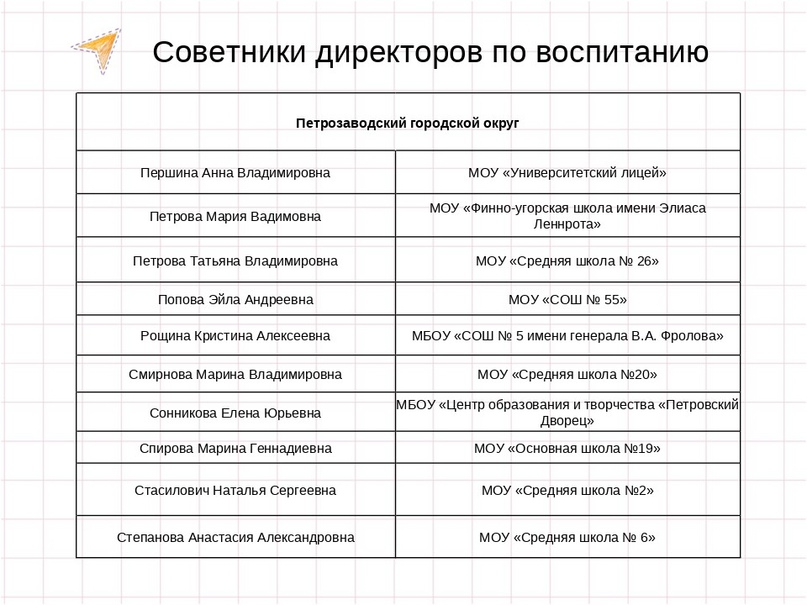 Советники директоров по воспитанию
Петрозаводский городской округ
Першина Анна Владимировна
МОУ «Университетский лицей»
Петрова Мария Вадимовна
МОУ «Финно-угорская школа имени Элиаса
Леннрота»
Петрова Татьяна Владимировна
МОУ «Средняя школа № 26»
Попова Эйла Андреевна
МОУ «СОШ № 55»
Рощина Кристина Алексеевна
МБОУ «СОШ № 5 имени генерала В.А. Фролова»
Смирнова Марина Владимировна
МОУ «Средняя школа №20»
Сонникова Елена Юрьевна
МБОУ «Центр образования и творчества «Петровский
Дворец»
Спирова Марина Геннадиевна
МОУ «Основная школа №19»
Стасилович Наталья Сергеевна
МОУ «Средняя школа №2»
Степанова Анастасия Александровна
МОУ «Средняя школа № 6»